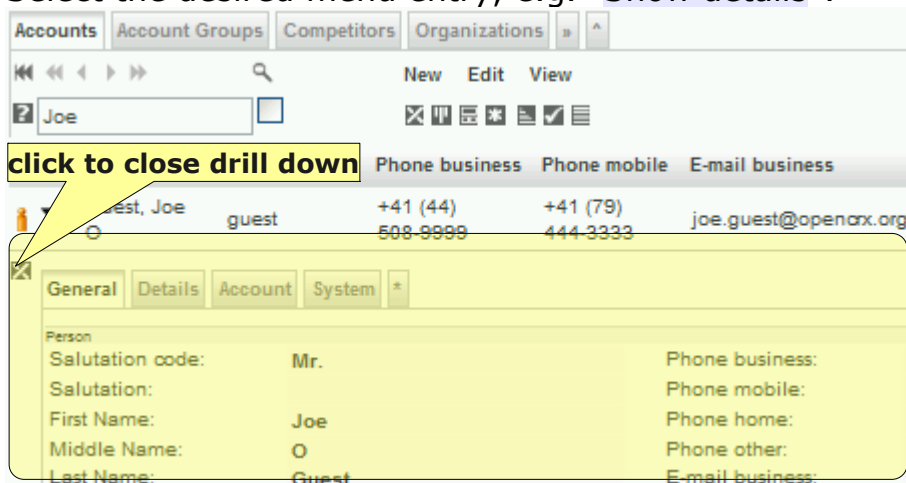 Select the desired menu entry, e.g. "Show details".
Accounts Account Groups Competitors Organizations » ^
New Edit View
? Joe
click to close drill down Phone business Phone mobile E-mail business
est, Joe guest +41 (44) +41 (79) joe.guest@opencrx.org
O 508-9999 444-3333
General Details Account System *
Person
Salutation code: Mr. Phone business:
Salutation: Phone mobile:
First Name: Joe Phone home:
Middle Name: O Phone other:
Last Name: Guest E-mail business: